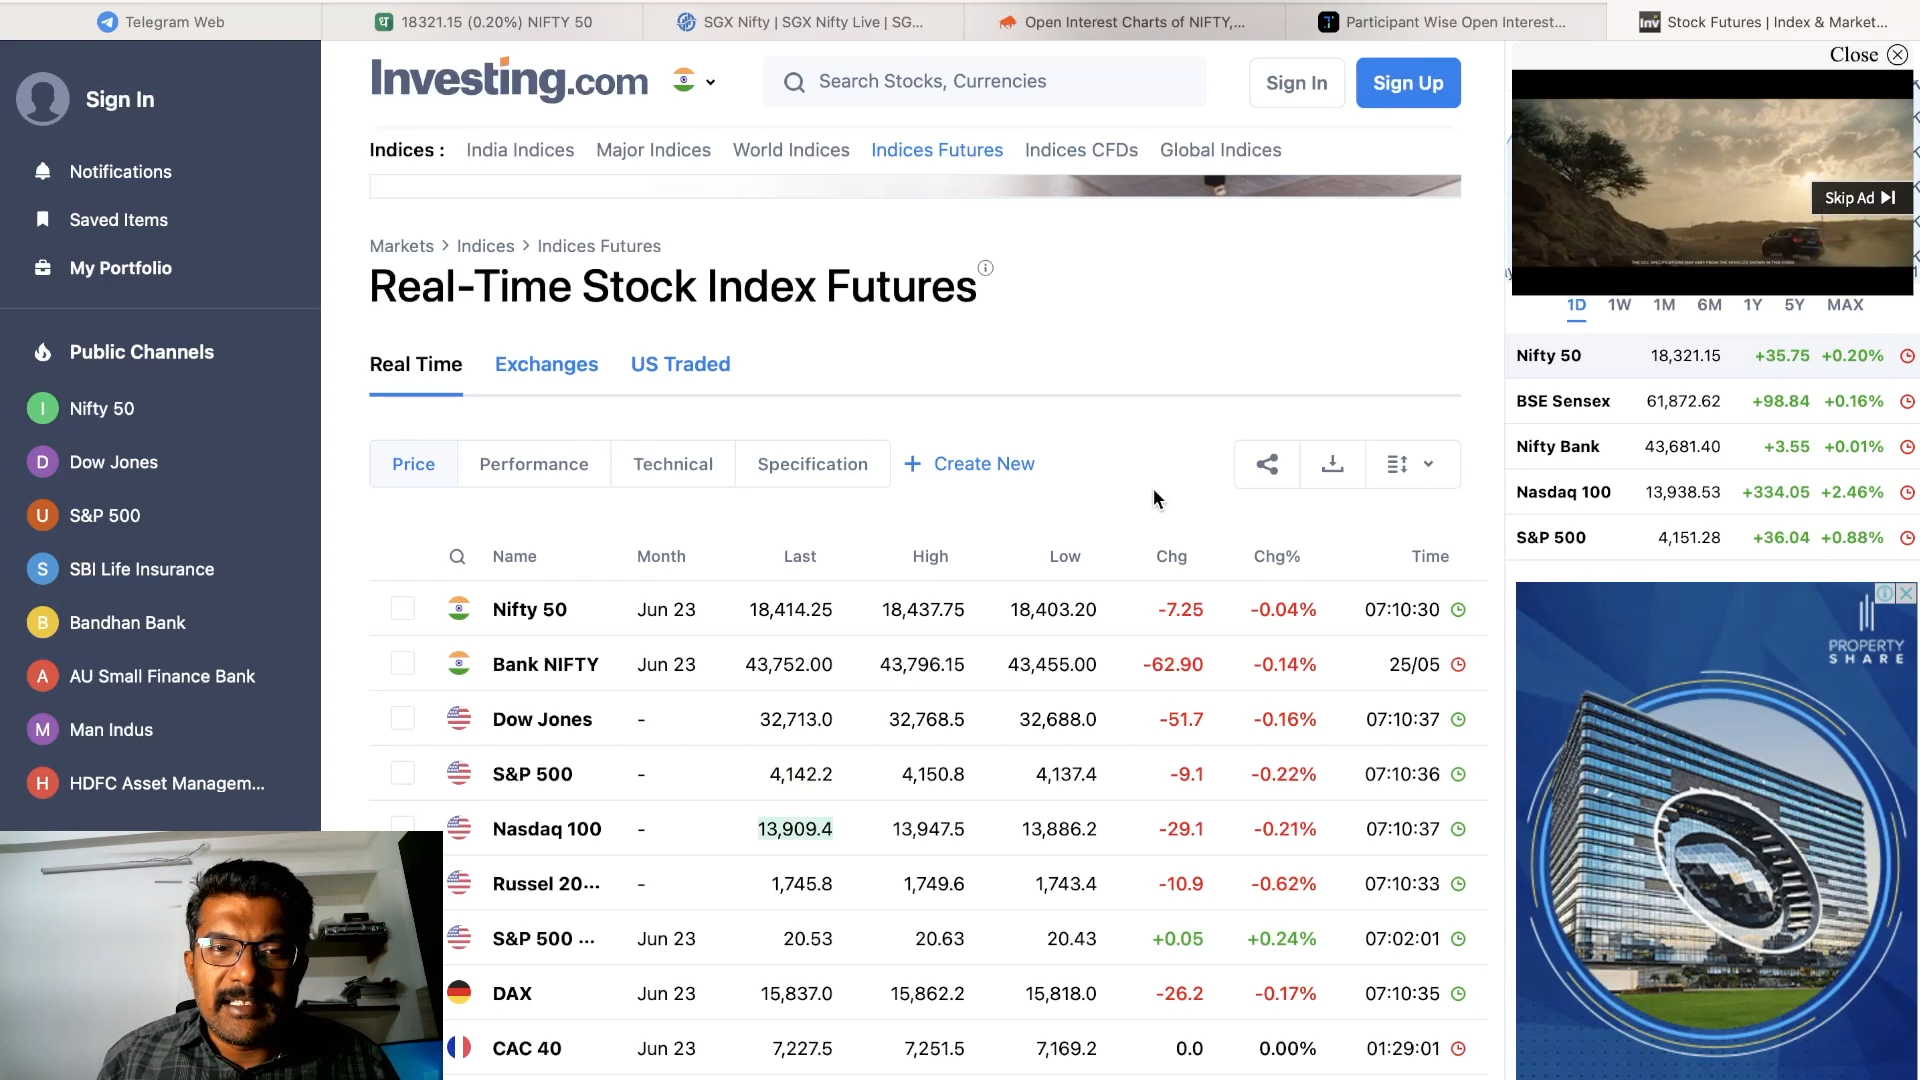 Telegram Web
18321.15 (0.20%) NIFTY 50
SGX Nifty | SGX Nifty Live | SG...
Open Interest Charts of NIFTY,...
Participant Wise Open Interest...
Stock Futures | Index & Market...
Sign In
Notifications
Saved Items
My Portfolio
Public Channels
I Nifty 50
D Dow Jones
U S&P 500
S SBI Life Insurance
B Bandhan Bank
A AU Small Finance Bank
M Man Indus
H HDFC Asset Managem...
Investing.com
Search Stocks, Currencies
Sign In
Sign Up
Indices : India Indices Major Indices World Indices Indices Futures Indices CFDs Global Indices
Markets > Indices > Indices Futures
Real-Time Stock Index Futures
Real Time Exchanges US Traded
Price Performance Technical Specification + Create New
Name Month Last High Low Chg Chg% Time
Nifty 50 Jun 23 18,414.25 18,437.75 18,403.20 -7.25 -0.04% 07:10:30
Bank NIFTY Jun 23 43,752.00 43,796.15 43,455.00 -62.90 -0.14% 25/05
Dow Jones - 32,713.0 32,768.5 32,688.0 -51.7 -0.16% 07:10:37
S&P 500 - 4,142.2 4,150.8 4,137.4 -9.1 -0.22% 07:10:36
Nasdaq 100 - 13,909.4 13,947.5 13,886.2 -29.1 -0.21% 07:10:37
Russel 20... - 1,745.8 1,749.6 1,743.4 -10.9 -0.62% 07:10:33
S&P 500 ... Jun 23 20.53 20.63 20.43 +0.05 +0.24% 07:02:01
DAX Jun 23 15,837.0 15,862.2 15,818.0 -26.2 -0.17% 07:10:35
CAC 40 Jun 23 7,227.5 7,251.5 7,169.2 0.0 0.00% 01:29:01
Close
Skip Ad
1D 1W 1M 6M 1Y 5Y MAX
Nifty 50 18,321.15 +35.75 +0.20%
BSE Sensex 61,872.62 +98.84 +0.16%
Nifty Bank 43,681.40 +3.55 +0.01%
Nasdaq 100 13,938.53 +334.05 +2.46%
S&P 500 4,151.28 +36.04 +0.88%
PROPERTY
SHARE